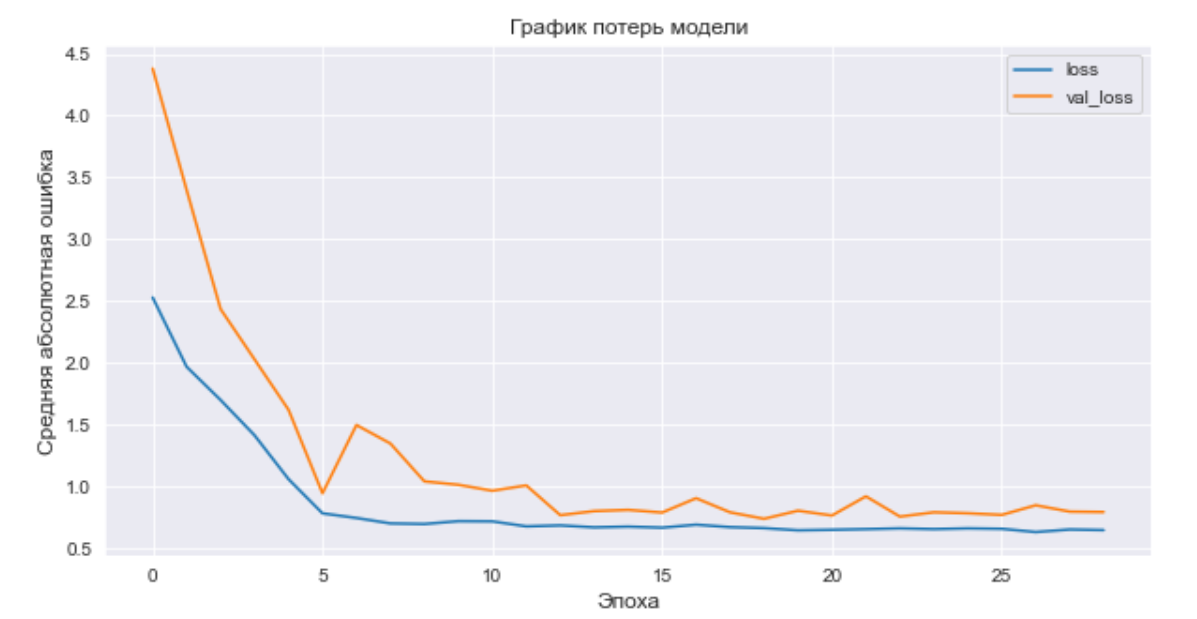 График потерь модели
loss
val_loss
Средняя абсолютная ошибка
4.5
4.0
3.5
3.0
2.5
2.0
1.5
1.0
0.5
0 5 10 15 20 25
Эпоха